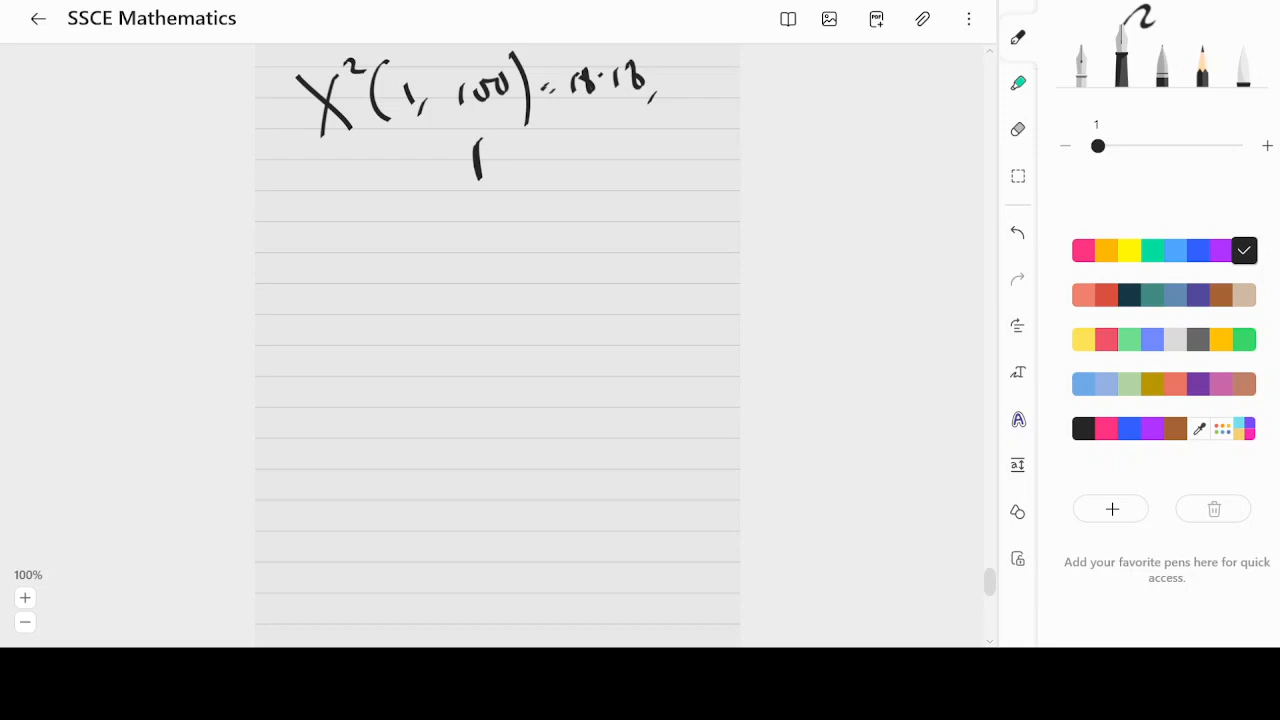 SSCE Mathematics
X²(1, 100) = 18.18,
(
1
100%
Add your favorite pens here for quick
access.